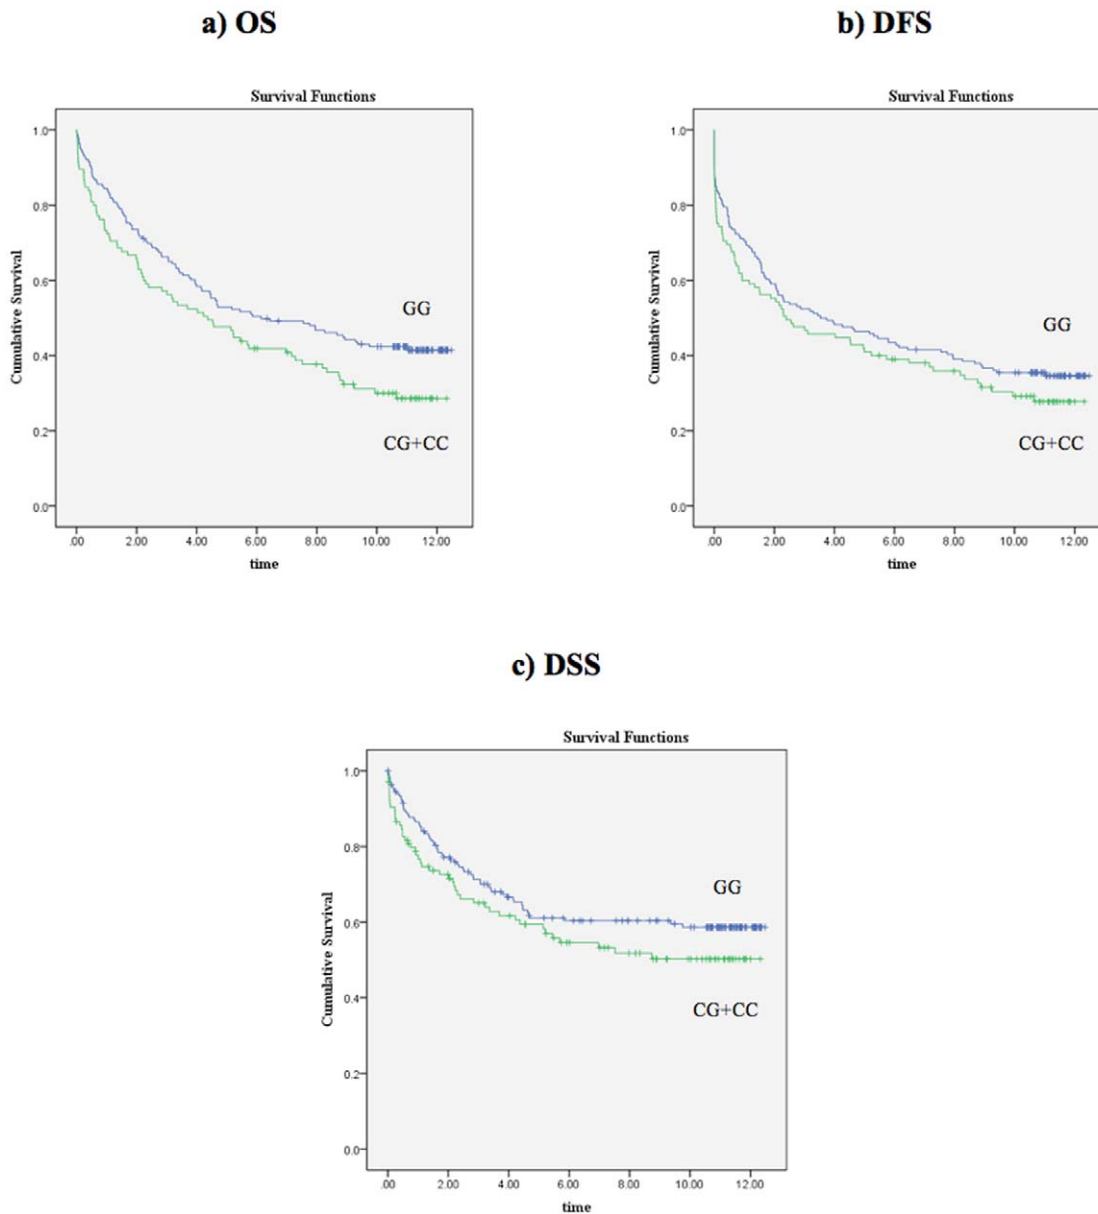 a) OS
b) DFS
Survival Functions
Survival Functions
1.0
0.8
0.6
0.4
0.2
0.0
Cumulative Survival
GG
CG+CC
.00 2.00 4.00 6.00 8.00 10.00 12.00
time
1.0
0.8
0.6
0.4
0.2
0.0
Cumulative Survival
GG
CG+CC
.00 2.00 4.00 6.00 8.00 10.00 12.00
time
c) DSS
Survival Functions
1.0
0.8
0.6
0.4
0.2
0.0
Cumulative Survival
GG
CG+CC
.00 2.00 4.00 6.00 8.00 10.00 12.00
time